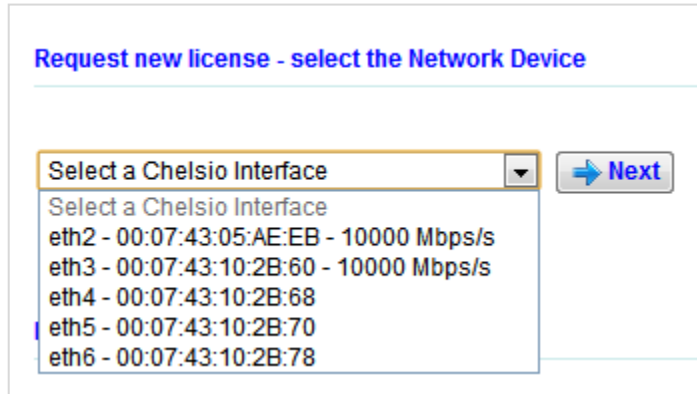 Request new license - select the Network Device
Select a Chelsio Interface
Next
Select a Chelsio Interface
eth2 - 00:07:43:05:AE:EB - 10000 Mbps/s
eth3 - 00:07:43:10:2B:60 - 10000 Mbps/s
eth4 - 00:07:43:10:2B:68
eth5 - 00:07:43:10:2B:70
eth6 - 00:07:43:10:2B:78